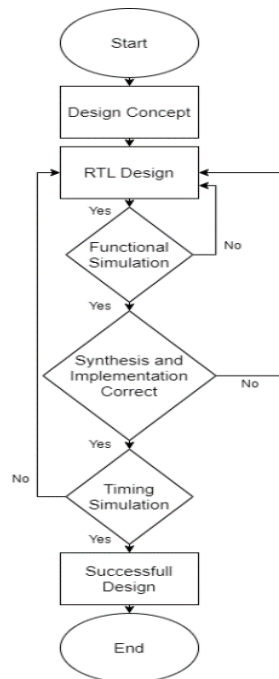 Start
Design Concept
RTL Design
Yes
Functional
Simulation
No
Yes
Synthesis and
Implementation
Correct
No
Yes
No
Timing
Simulation
Yes
Successfull
Design
End